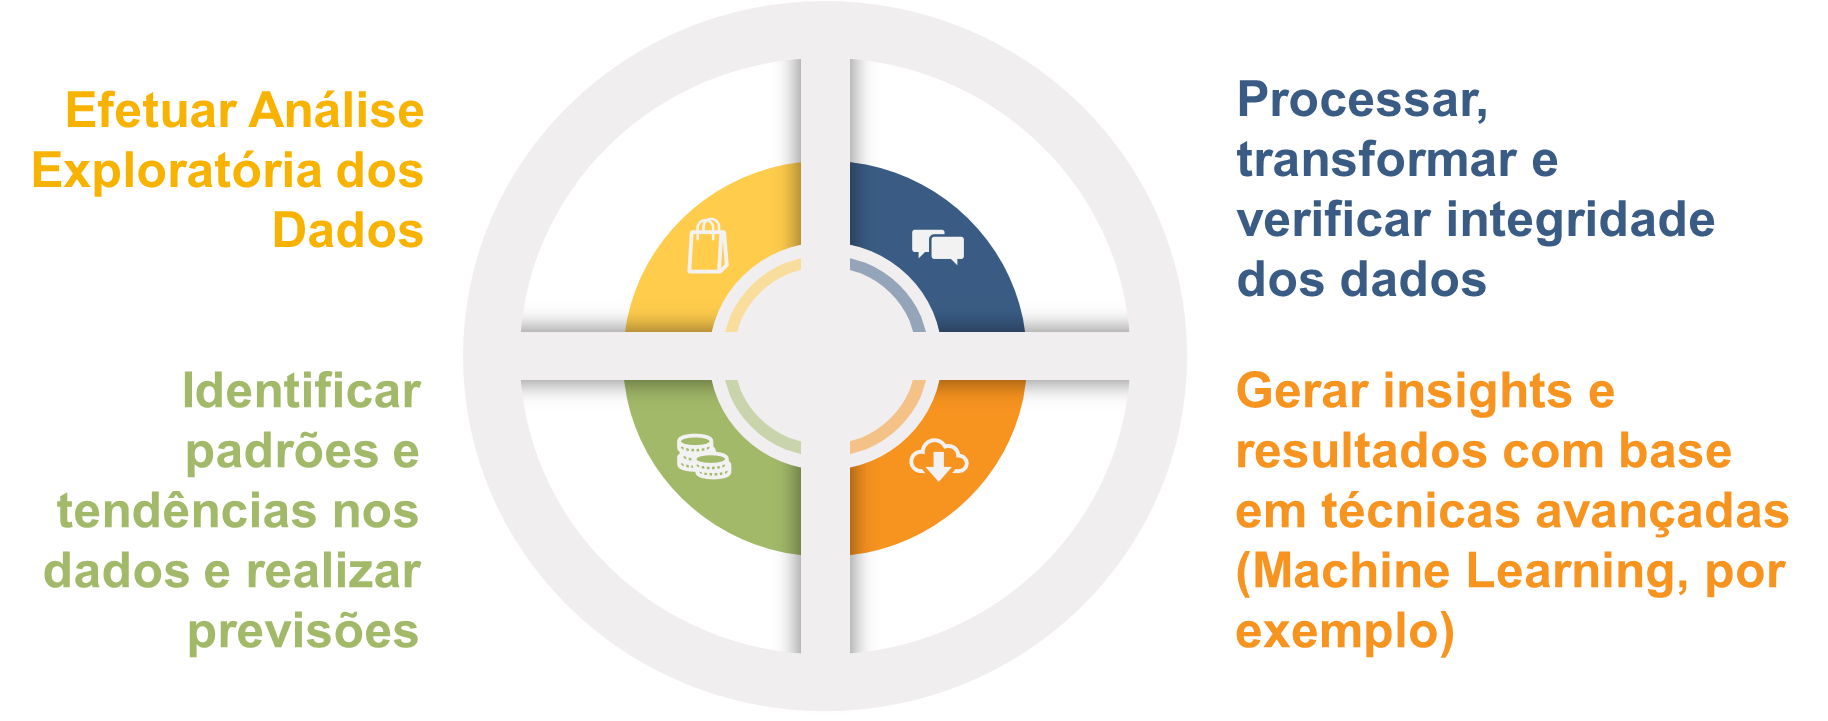 Efetuar Análise
Exploratória dos
Dados
Processar,
transformar e
verificar integridade
dos dados
Identificar
padrões e
tendências nos
dados e realizar
previsões
Gerar insights e
resultados com base
em técnicas avançadas
(Machine Learning, por
exemplo)